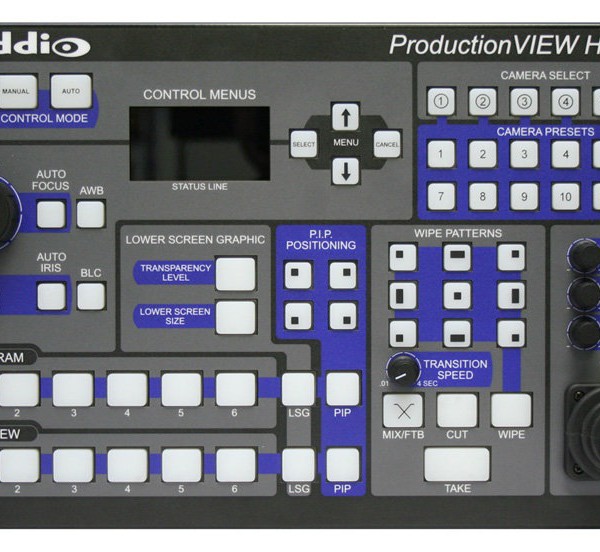 ddio
ProductionVIEW H
MANUAL
AUTO
CONTROL MODE
CONTROL MENUS
STATUS LINE
SELECT
MENU
CANCEL
CAMERA SELECT
1
2
3
4
CAMERA PRESETS
1
2
3
4
7
8
9
10
AUTO
FOCUS
AWB
AUTO
IRIS
BLC
LOWER SCREEN GRAPHIC
TRANSPARENCY
LEVEL
LOWER SCREEN
SIZE
P.I.P.
POSITIONING
WIPE PATTERNS
TRANSITION
SPEED
.01
4 SEC
RAM
2
3
4
5
6
LSG
PIP
MIX/FTB
CUT
WIPE
TAKE
EW
2
3
4
5
6
LSG
PIP